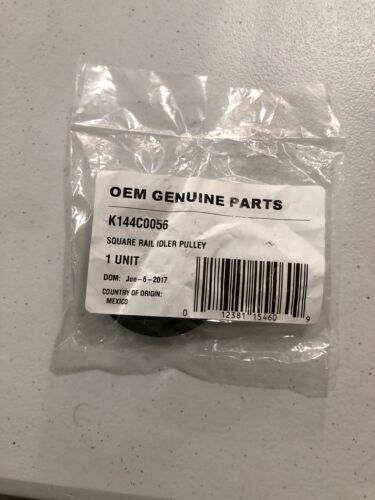 OEM GENUINE PARTS
K144C0056
SQUARE RAIL IDLER PULLEY
1 UNIT
DOM: Jun-6-2017
COUNTRY OF ORIGIN:
MEXICO
0 12381 15460 9